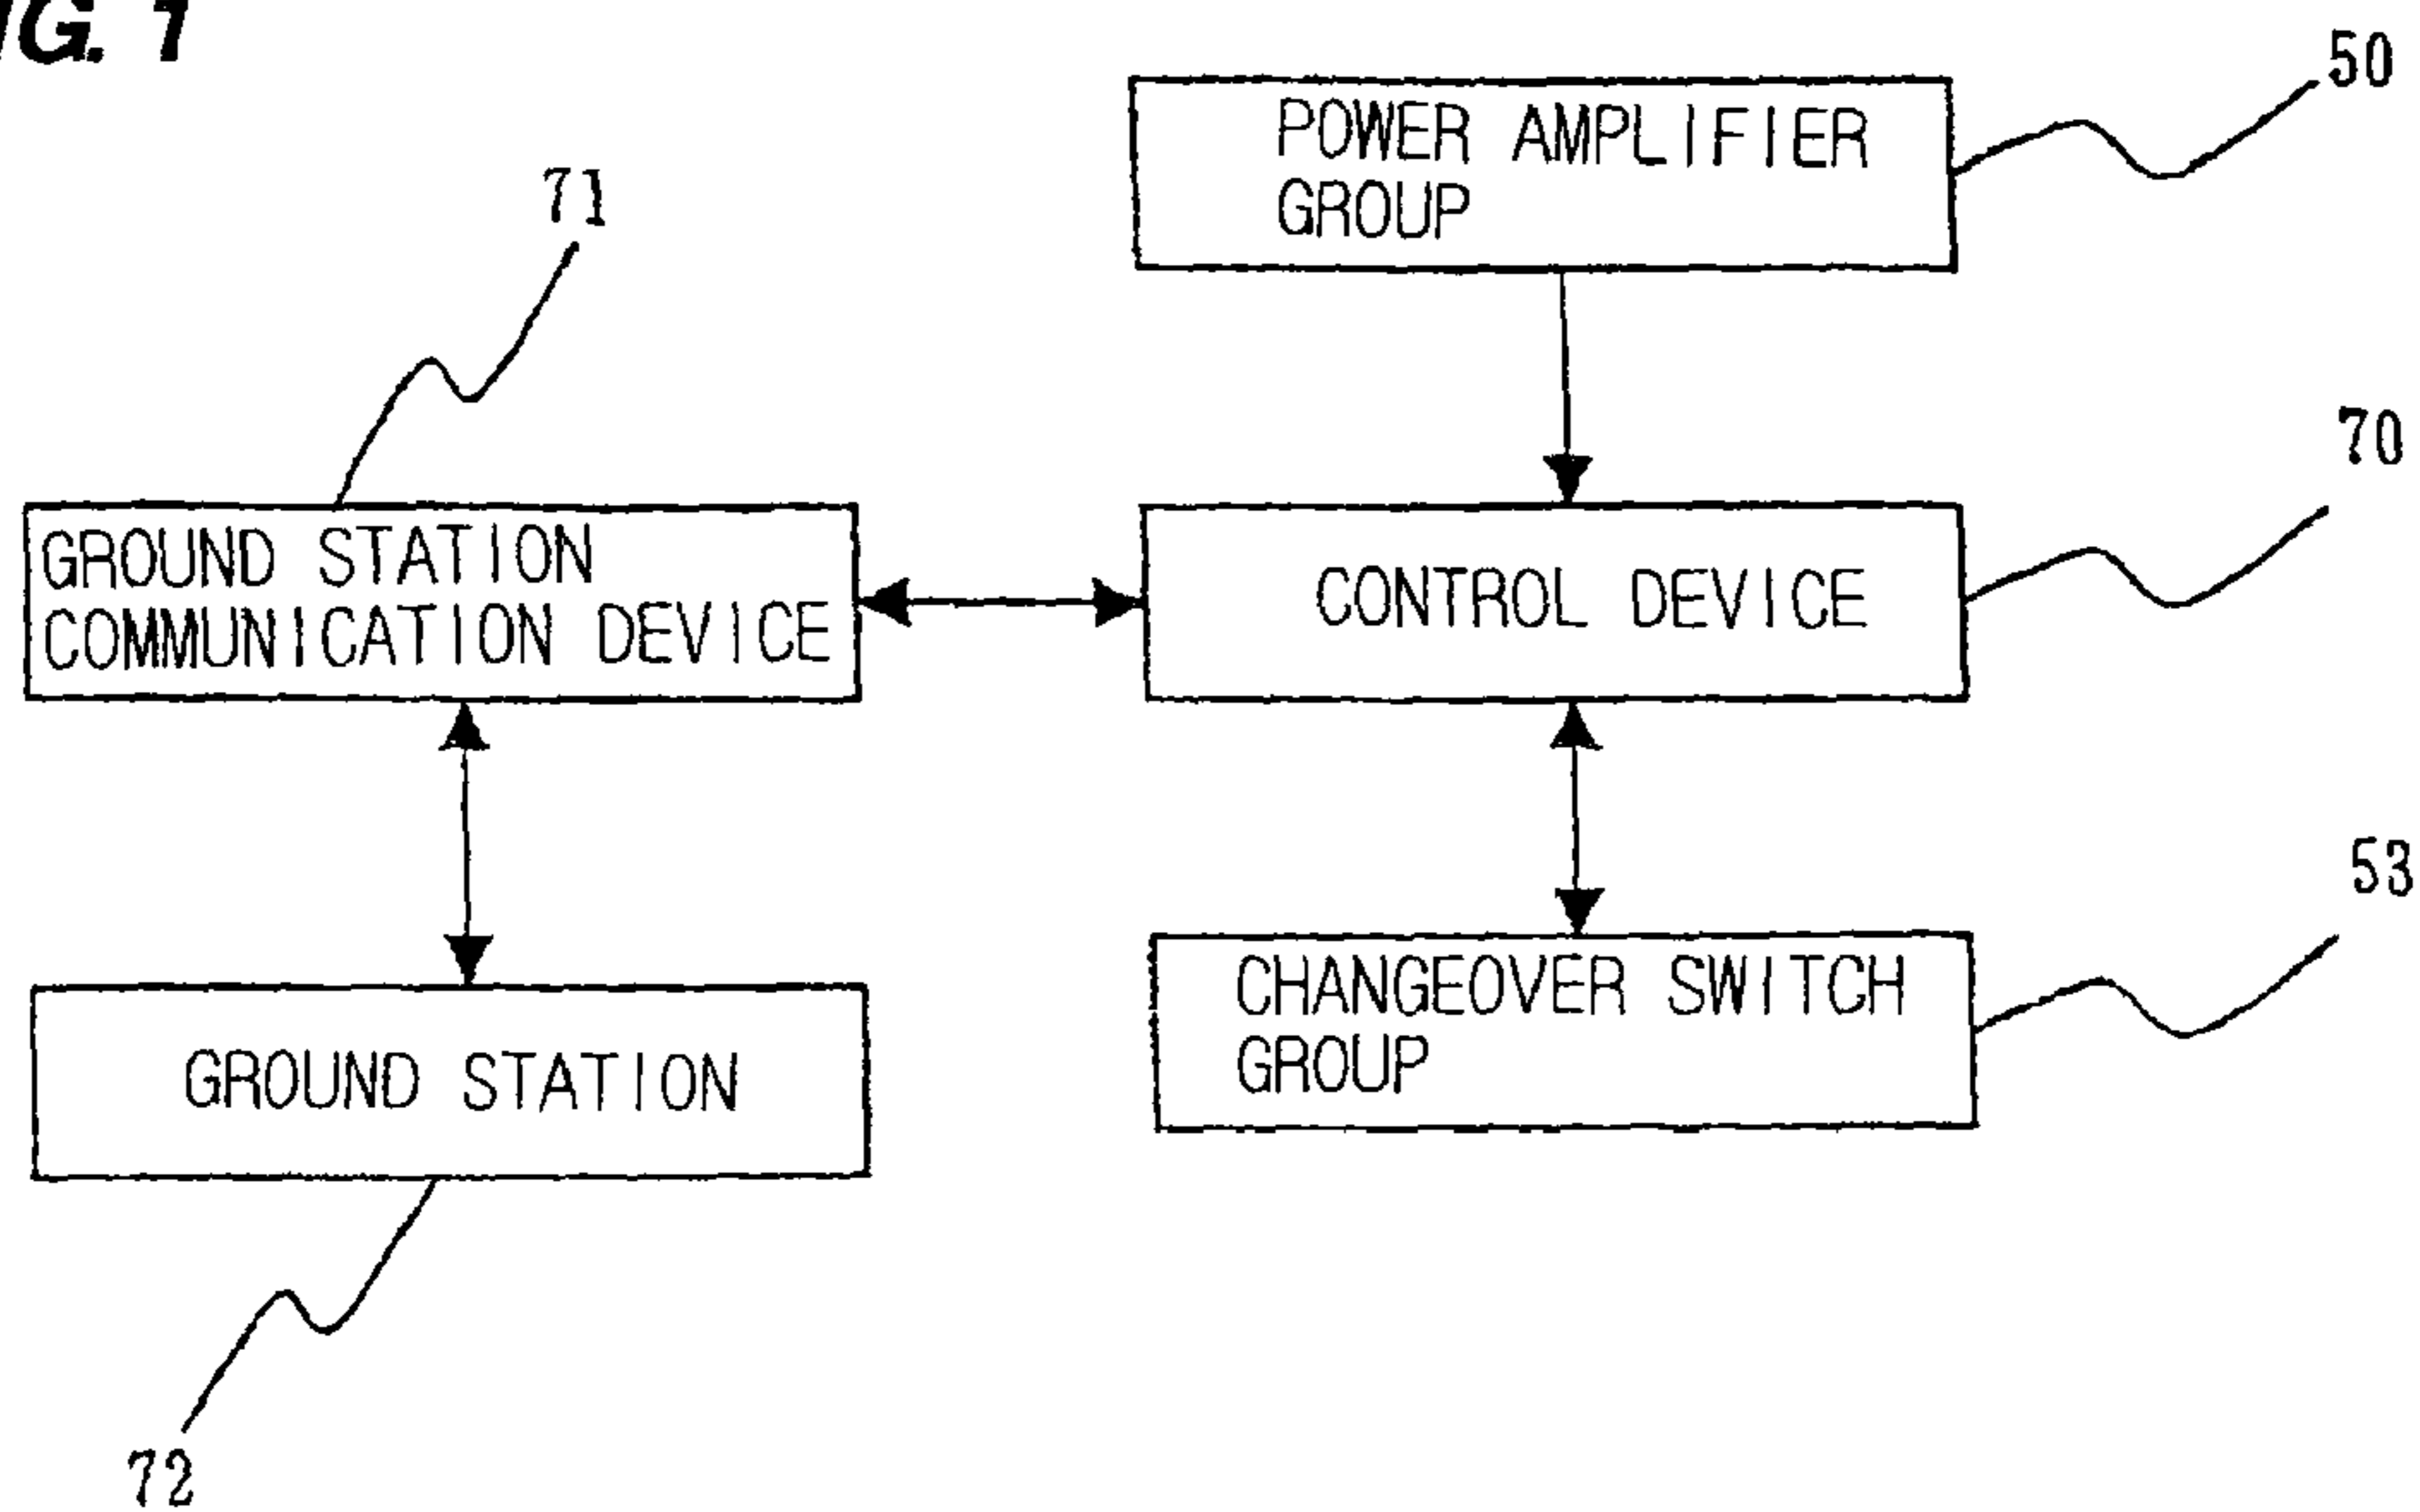 IG. 7
50
POWER AMPLIFIER
GROUP
71
70
GROUND STATION
COMMUNICATION DEVICE
CONTROL DEVICE
53
CHANGEOVER SWITCH
GROUP
GROUND STATION
72